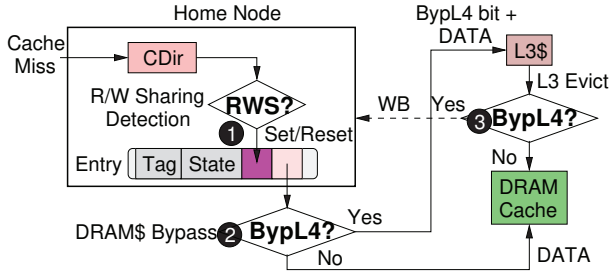 Home Node
BypL4 bit +
DATA
Cache
Miss
CDir
L3$
R/W Sharing
Detection
RWS?
L3 Evict
WB
Yes
1
Set/Reset
3
BypL4?
Entry
Tag
State
No
DRAM$ Bypass
2
BypL4?
Yes
DRAM
Cache
No
DATA